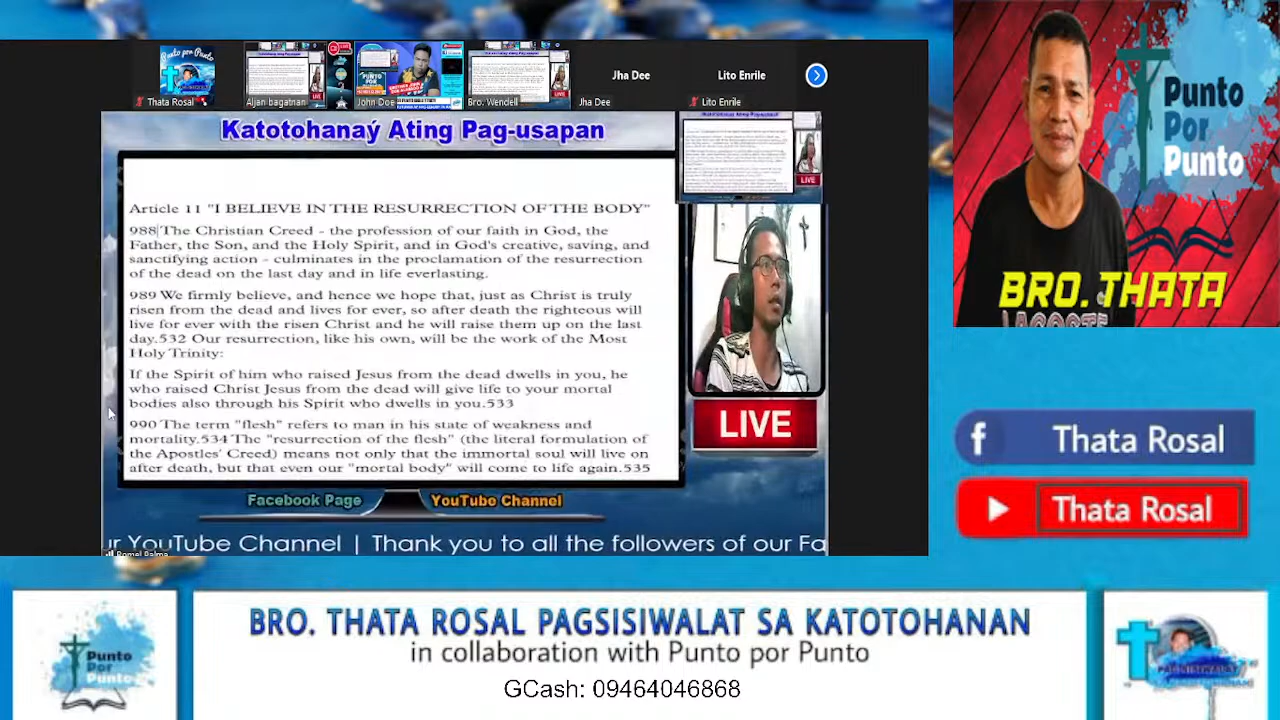 Punto por Punto
Thata Rosal
Aljan bagatnan
John Doe
Bro. Wendell
Jha Dee
Jha Dee
Lito Enrile
Lito Enrile
Katotohanaý Ating Pag-usapan
Article 11 "I BELIEVE IN THE RESURRECTION OF THE BODY"
988 The Christian Creed - the profession of our faith in God, the
Father, the Son, and the Holy Spirit, and in God's creative, saving, and
sanctifying action - culminates in the proclamation of the resurrection
of the dead on the last day and in life everlasting.
989 We firmly believe, and hence we hope that, just as Christ is truly
risen from the dead and lives for ever, so after death the righteous will
live for ever with the risen Christ and he will raise them up on the last
day.532 Our resurrection, like his own, will be the work of the Most
Holy Trinity:
If the Spirit of him who raised Jesus from the dead dwells in you, he
who raised Christ Jesus from the dead will give life to your mortal
bodies also through his Spirit who dwells in you.533
990 The term "flesh" refers to man in his state of weakness and
mortality.534 The "resurrection of the flesh" (the literal formulation of
the Apostles' Creed) means not only that the immortal soul will live on
after death, but that even our "mortal body" will come to life again.535
LIVE
LIVE
Facebook Page
YouTube Channel
ur YouTube Channel | Thank you to all the followers of our Fa
Romel Palma
Punto
Por
Punto
BRO. THATA
LACOSTE
Thata Rosal
Thata Rosal
Punto
Por
Punto
BRO. THATA ROSAL PAGSISIWALAT SA KATOTOHANAN
in collaboration with Punto por Punto
GCash: 09464046868